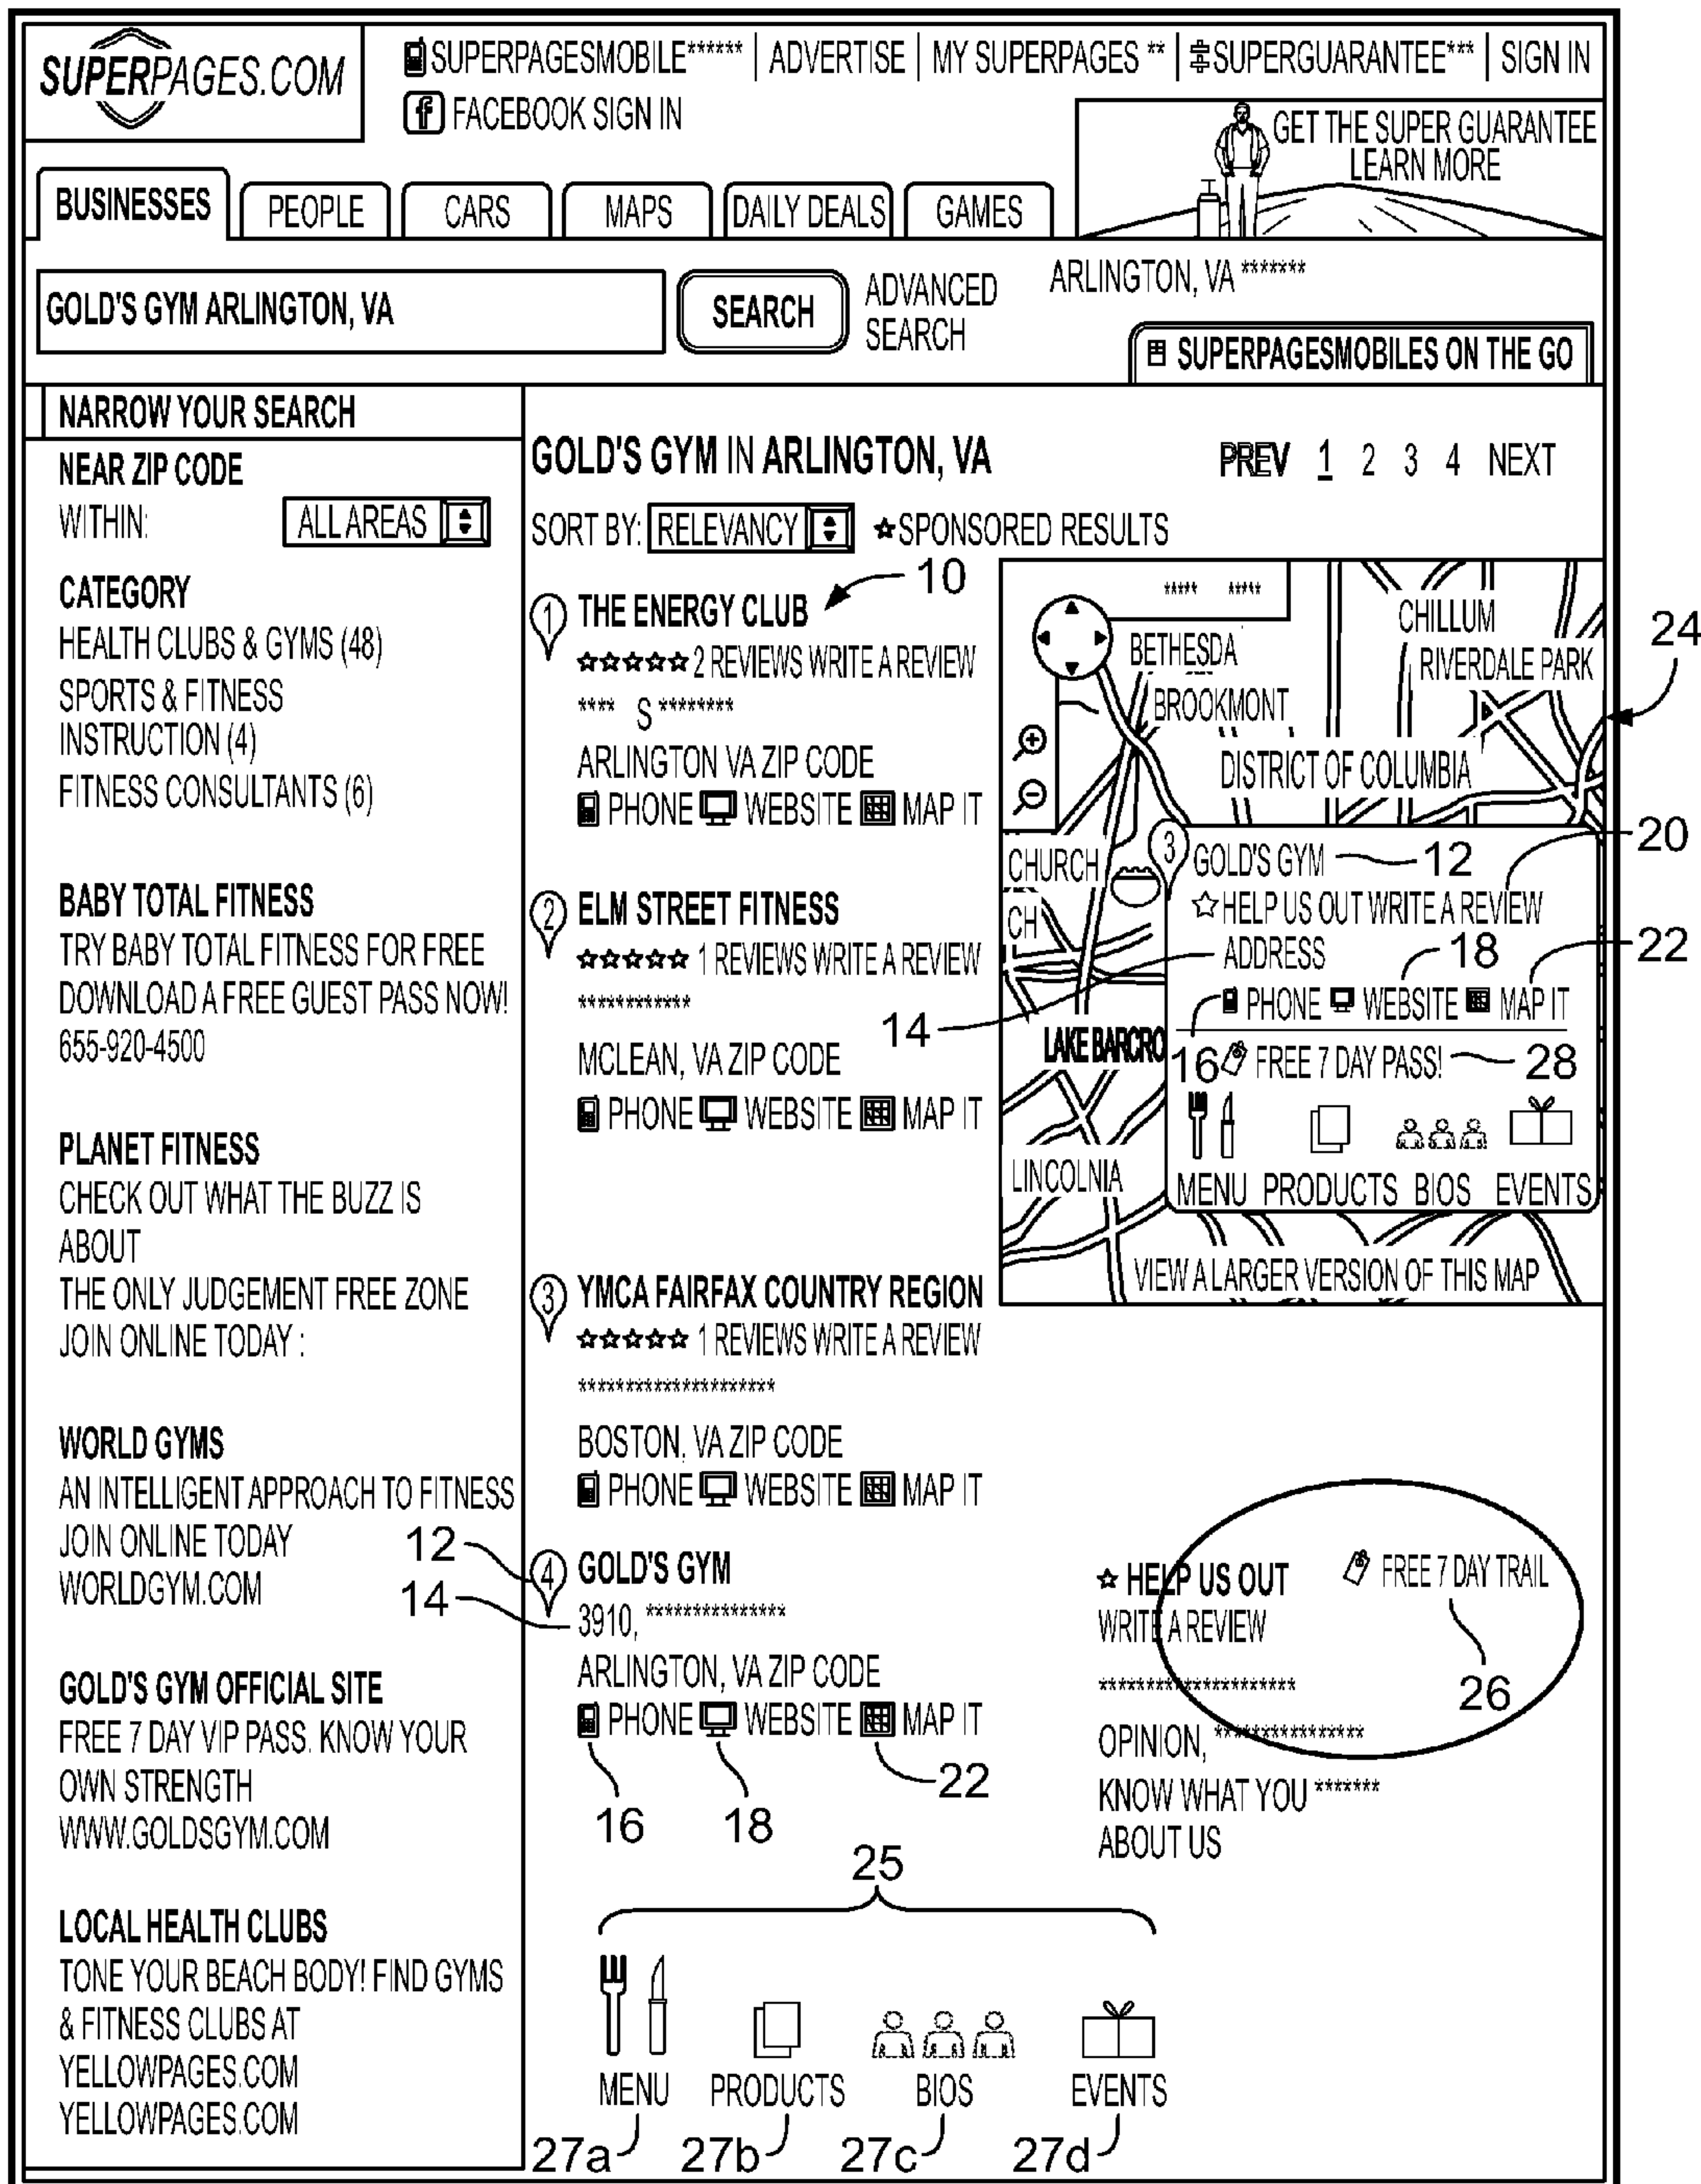 SUPERPAGES.COM
SUPERPAGESMOBILE****** | ADVERTISE | MY SUPERPAGES ** | SUPERGUARANTEE*** | SIGN IN
f FACEBOOK SIGN IN
GET THE SUPER GUARANTEE
LEARN MORE
BUSINESSES PEOPLE CARS MAPS DAILY DEALS GAMES
GOLD'S GYM ARLINGTON, VA
SEARCH
ADVANCED
SEARCH
ARLINGTON, VA *******
SUPERPAGESMOBILES ON THE GO
NARROW YOUR SEARCH
NEAR ZIP CODE
WITHIN: ALL AREAS
CATEGORY
HEALTH CLUBS & GYMS (48)
SPORTS & FITNESS
INSTRUCTION (4)
FITNESS CONSULTANTS (6)
BABY TOTAL FITNESS
TRY BABY TOTAL FITNESS FOR FREE
DOWNLOAD A FREE GUEST PASS NOW!
655-920-4500
PLANET FITNESS
CHECK OUT WHAT THE BUZZ IS
ABOUT
THE ONLY JUDGEMENT FREE ZONE
JOIN ONLINE TODAY :
WORLD GYMS
AN INTELLIGENT APPROACH TO FITNESS
JOIN ONLINE TODAY
WORLDGYM.COM
GOLD'S GYM OFFICIAL SITE
FREE 7 DAY VIP PASS. KNOW YOUR
OWN STRENGTH
WWW.GOLDSGYM.COM
LOCAL HEALTH CLUBS
TONE YOUR BEACH BODY! FIND GYMS
& FITNESS CLUBS AT
YELLOWPAGES.COM
YELLOWPAGES.COM
GOLD'S GYM IN ARLINGTON, VA
PREV 1 2 3 4 NEXT
SORT BY: RELEVANCY ☆SPONSORED RESULTS
10
1 THE ENERGY CLUB
☆☆☆☆☆ 2 REVIEWS WRITE A REVIEW
**** S ********
ARLINGTON VA ZIP CODE
PHONE WEBSITE MAP IT
2 ELM STREET FITNESS
☆☆☆☆☆ 1 REVIEWS WRITE A REVIEW
************
MCLEAN, VA ZIP CODE
PHONE WEBSITE MAP IT
3 YMCA FAIRFAX COUNTRY REGION
☆☆☆☆☆ 1 REVIEWS WRITE A REVIEW
*********************
BOSTON, VA ZIP CODE
PHONE WEBSITE MAP IT
12
4 GOLD'S GYM
14
3910, ***************
ARLINGTON, VA ZIP CODE
PHONE WEBSITE MAP IT
16 18 22
***** *****
CHILLUM
BETHESDA
RIVERDALE PARK
24
BROOKMONT
DISTRICT OF COLUMBIA
CHURCH
CH
3 GOLD'S GYM 12
20
☆HELP US OUT WRITE A REVIEW
ADDRESS 18
22
14
PHONE WEBSITE MAP IT
LAKE BARCRO
16 FREE 7 DAY PASS! 28
LINCOLNIA
MENU PRODUCTS BIOS EVENTS
VIEW A LARGER VERSION OF THIS MAP
☆ HELP US OUT
WRITE A REVIEW
FREE 7 DAY TRAIL
26
*********************
OPINION, ****************
KNOW WHAT YOU *******
ABOUT US
25
MENU PRODUCTS BIOS EVENTS
27a 27b 27c 27d